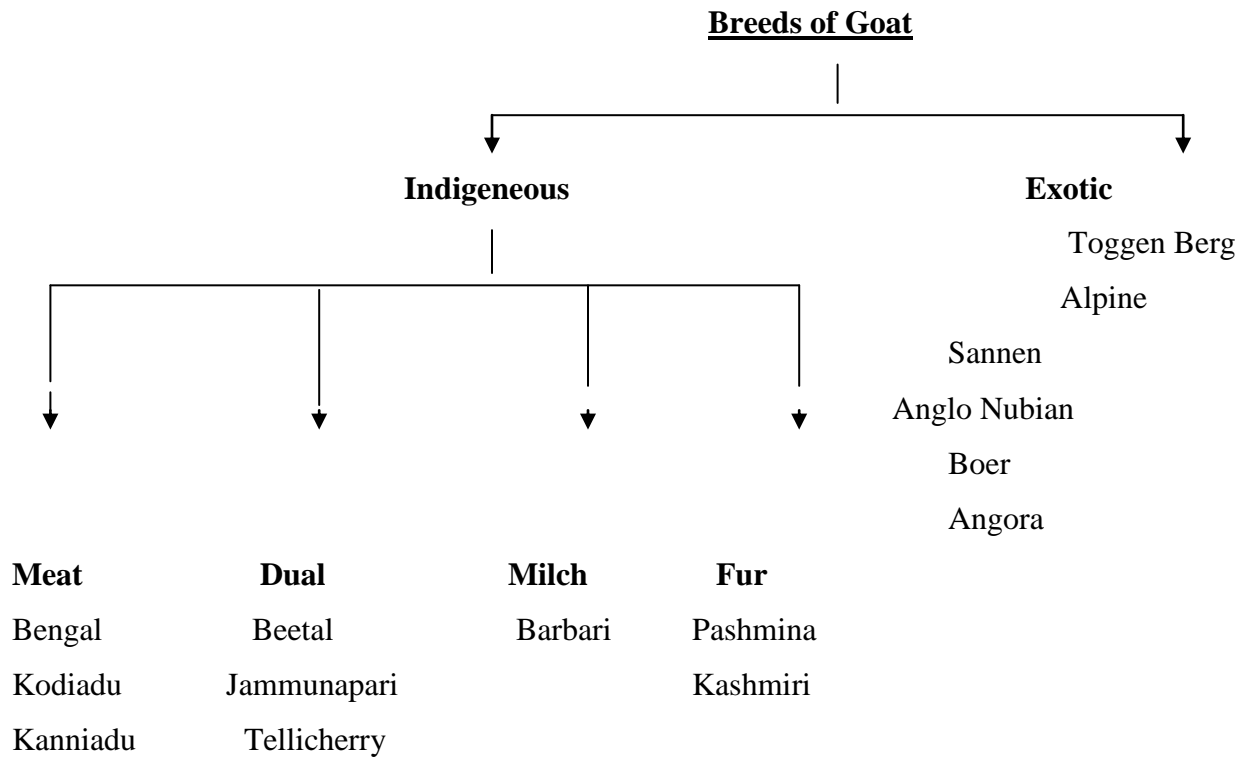 Breeds of Goat
Indigeneous Exotic
Toggen Berg
Alpine
Sannen
Anglo Nubian
Boer
Angora
Meat Dual Milch Fur
Bengal Beetal Barbari Pashmina
Kodiadu Jammunapari Kashmiri
Kanniadu Tellicherry